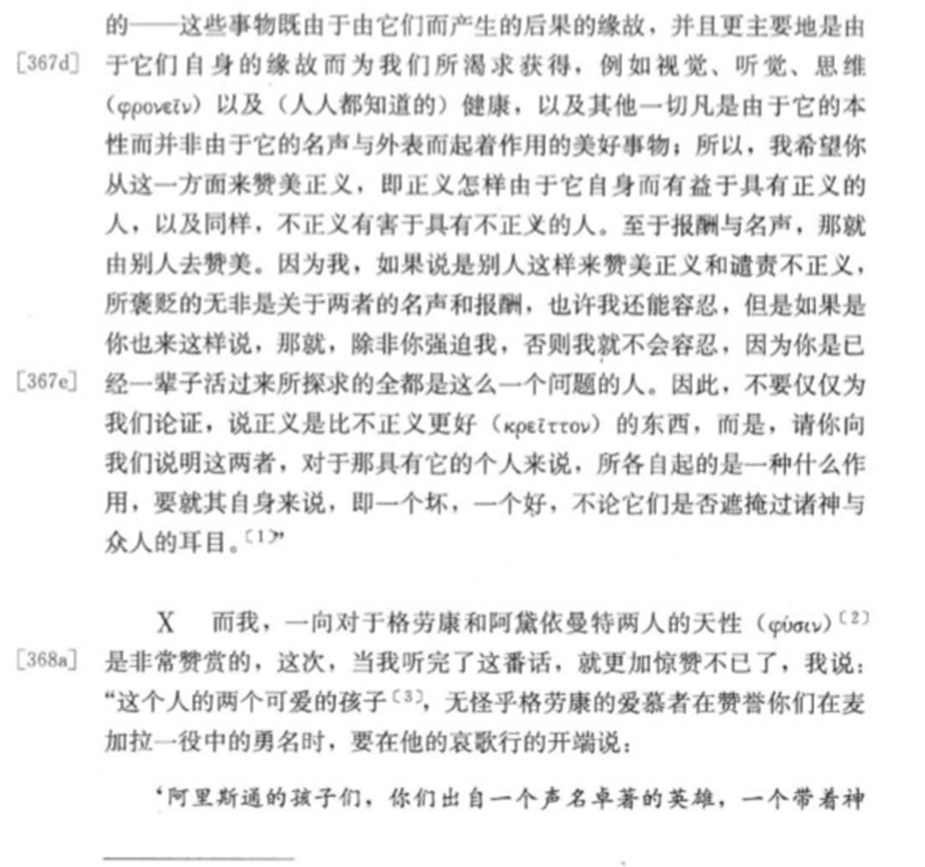 的——这些事物既由于由它们而产生的后果的缘故，并且更主要地是由
[367d] 于它们自身的缘故而为我们所渴求获得，例如视觉、听觉、思维
（φρονεῖν）以及（人人都知道的）健康，以及其他一切凡是由于它的本
性而并非由于它的名声与外表而起着作用的美好事物；所以，我希望你
从这一方面来赞美正义，即正义怎样由于它自身而有益于具有正义的
人，以及同样，不正义有害于具有不正义的人。至于报酬与名声，那就
由别人去赞美。因为我，如果说是别人这样来赞美正义和谴责不正义，
所褒贬的无非是关于两者的名声和报酬，也许我还能容忍，但是如果是
你也来这样说，那就，除非你强迫我，否则我就不会容忍，因为你是已
[367e] 经一辈子活过来所探求的全都是这么一个问题的人。因此，不要仅仅为
我们论证，说正义是比不正义更好（κρεῖττον）的东西，而是，请你向
我们说明这两者，对于那具有它的个人来说，所各自起的是一种什么作
用，要就其自身来说，即一个坏，一个好，不论它们是否遮掩过诸神与
众人的耳目。〔1〕”
X 而我，一向对于格劳康和阿黛依曼特两人的天性（φύσιν）〔2〕
[368a] 是非常赞赏的，这次，当我听完了这番话，就更加惊赞不已了，我说：
“这个人的两个可爱的孩子〔3〕，无怪乎格劳康的爱慕者在赞誉你们在麦
加拉一役中的勇名时，要在他的哀歌行的开端说：
‘阿里斯通的孩子们，你们出自一个声名卓著的英雄，一个带着神